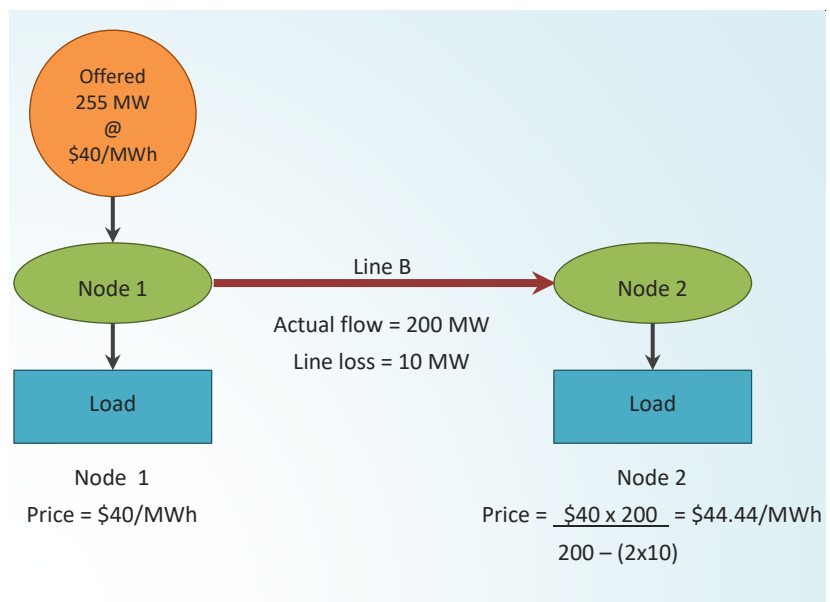 Offered
255 MW
@
$40/MWh
Node 1
Line B
Node 2
Actual flow = 200 MW
Line loss = 10 MW
Load
Load
Node 1
Price = $40/MWh
Node 2
Price = $40 x 200 = $44.44/MWh
200 – (2x10)